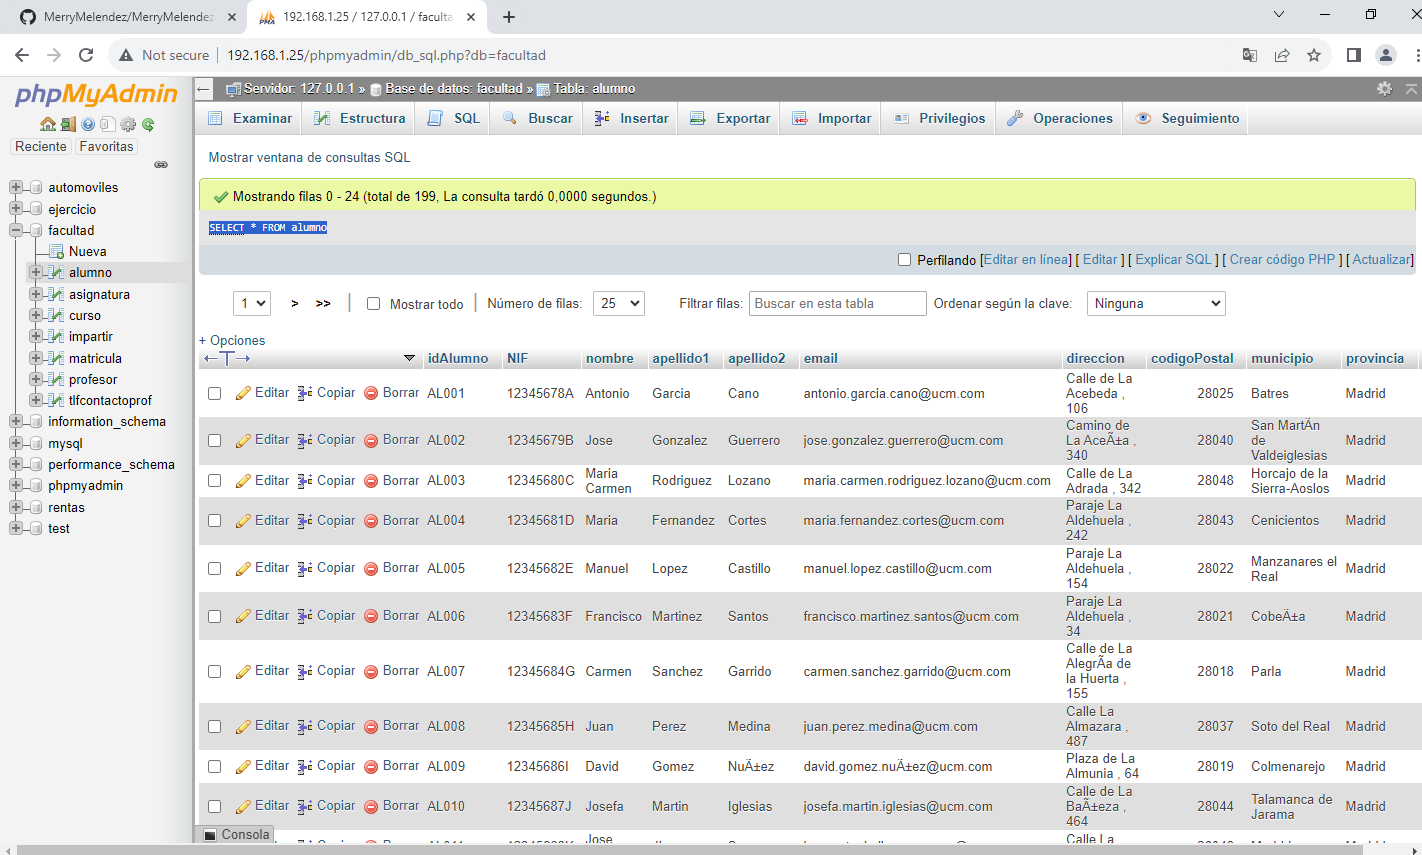 MerryMelendez/MerryMelendez
192.168.1.25 / 127.0.0.1 / faculta
Not secure
192.168.1.25/phpmyadmin/db_sql.php?db=facultad
phpMyAdmin
Reciente Favoritas
automoviles
ejercicio
facultad
Nueva
alumno
asignatura
curso
impartir
matricula
profesor
tlfcontactoprof
information_schema
mysql
performance_schema
phpmyadmin
rentas
test
Servidor: 127.0.0.1 » Base de datos: facultad » Tabla: alumno
Examinar Estructura SQL Buscar Insertar Exportar Importar Privilegios Operaciones Seguimiento
Mostrar ventana de consultas SQL
Mostrando filas 0 - 24 (total de 199, La consulta tardó 0,0000 segundos.)
SELECT * FROM alumno
Perfilando [Editar en línea] [ Editar ] [ Explicar SQL ] [ Crear código PHP ] [ Actualizar]
1 > >> | Mostrar todo | Número de filas: 25 Filtrar filas: Buscar en esta tabla Ordenar según la clave: Ninguna
+ Opciones
←T→ idAlumno NIF nombre apellido1 apellido2 email direccion codigoPostal municipio provincia
Editar Copiar Borrar AL001 12345678A Antonio Garcia Cano antonio.garcia.cano@ucm.com Calle de La Acebeda , 106 28025 Batres Madrid
Editar Copiar Borrar AL002 12345679B Jose Gonzalez Guerrero jose.gonzalez.guerrero@ucm.com Camino de La AceÃ±a , 340 28040 San MartÃn de Valdeiglesias Madrid
Editar Copiar Borrar AL003 12345680C Maria Carmen Rodriguez Lozano maria.carmen.rodriguez.lozano@ucm.com Calle de La Adrada , 342 28048 Horcajo de la Sierra-Aoslos Madrid
Editar Copiar Borrar AL004 12345681D Maria Fernandez Cortes maria.fernandez.cortes@ucm.com Paraje La Aldehuela , 242 28043 Cenicientos Madrid
Editar Copiar Borrar AL005 12345682E Manuel Lopez Castillo manuel.lopez.castillo@ucm.com Paraje La Aldehuela , 154 28022 Manzanares el Real Madrid
Editar Copiar Borrar AL006 12345683F Francisco Martinez Santos francisco.martinez.santos@ucm.com Paraje La Aldehuela , 34 28021 CobeÃ±a Madrid
Editar Copiar Borrar AL007 12345684G Carmen Sanchez Garrido carmen.sanchez.garrido@ucm.com Calle de La AlegrÃa de la Huerta , 155 28018 Parla Madrid
Editar Copiar Borrar AL008 12345685H Juan Perez Medina juan.perez.medina@ucm.com Calle La Almazara , 487 28037 Soto del Real Madrid
Editar Copiar Borrar AL009 12345686I David Gomez NuÃ±ez david.gomez.nuÃ±ez@ucm.com Plaza de La Almunia , 64 28019 Colmenarejo Madrid
Editar Copiar Borrar AL010 12345687J Josefa Martin Iglesias josefa.martin.iglesias@ucm.com Calle de La BaÃ±eza , 464 28044 Talamanca de Jarama Madrid
Jose Calle La
Consola